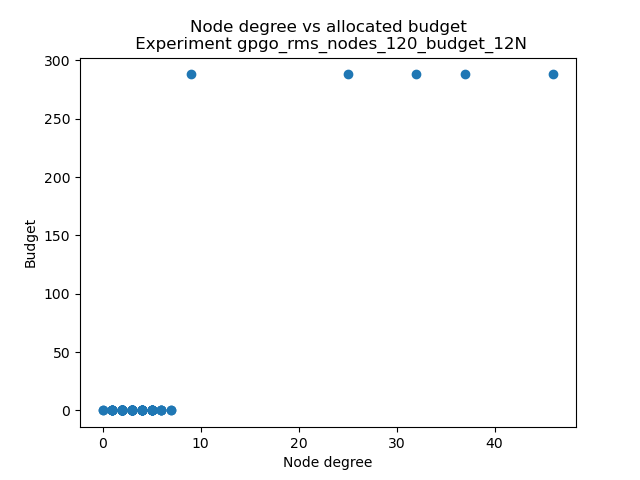 Node degree vs allocated budget
Experiment gpgo_rms_nodes_120_budget_12N
300
250
200
150
100
50
0
Budget
0 10 20 30 40
Node degree